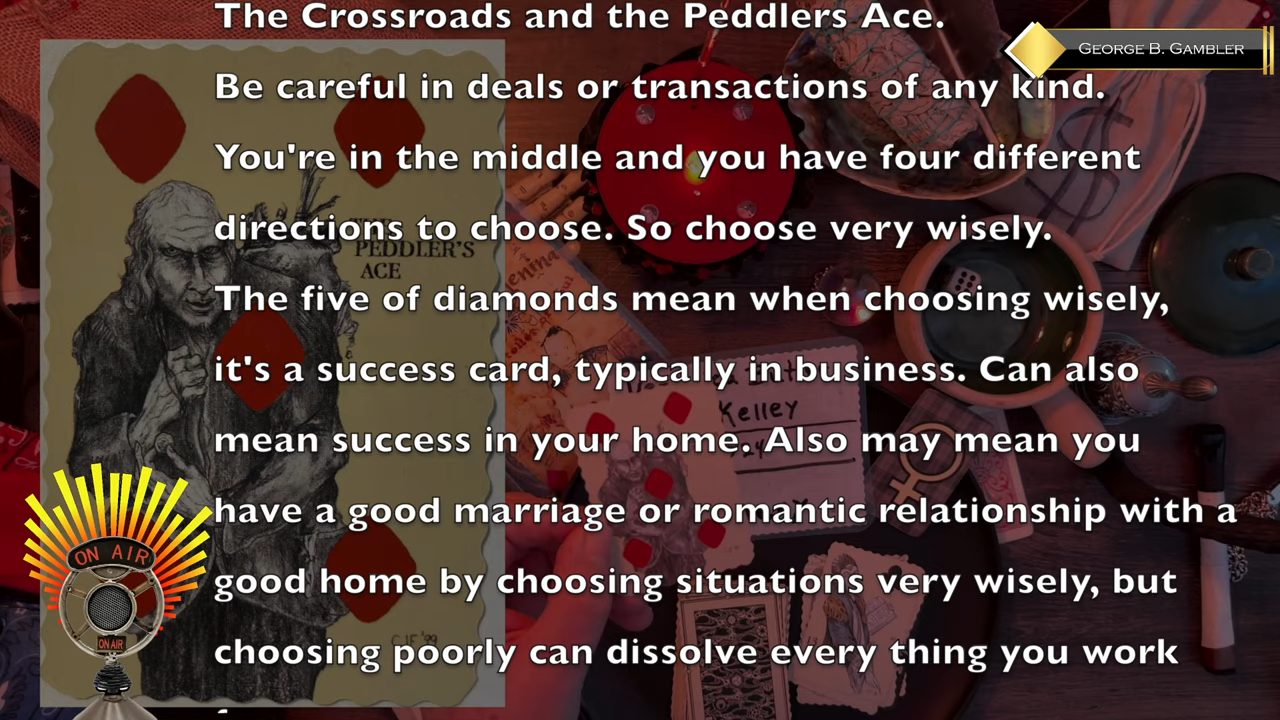 The Crossroads and the Peddlers Ace.
GEORGE B. GAMBLER
Be careful in deals or transactions of any kind.
You're in the middle and you have four different
directions to choose. So choose very wisely.
PEDDLER'S
ACE
The five of diamonds mean when choosing wisely,
it's a success card, typically in business. Can also
Kelley
mean success in your home. Also may mean you
have a good marriage or romantic relationship with a
good home by choosing situations very wisely, but
choosing poorly can dissolve every thing you work
ON AIR
ON AIR
CJF '99